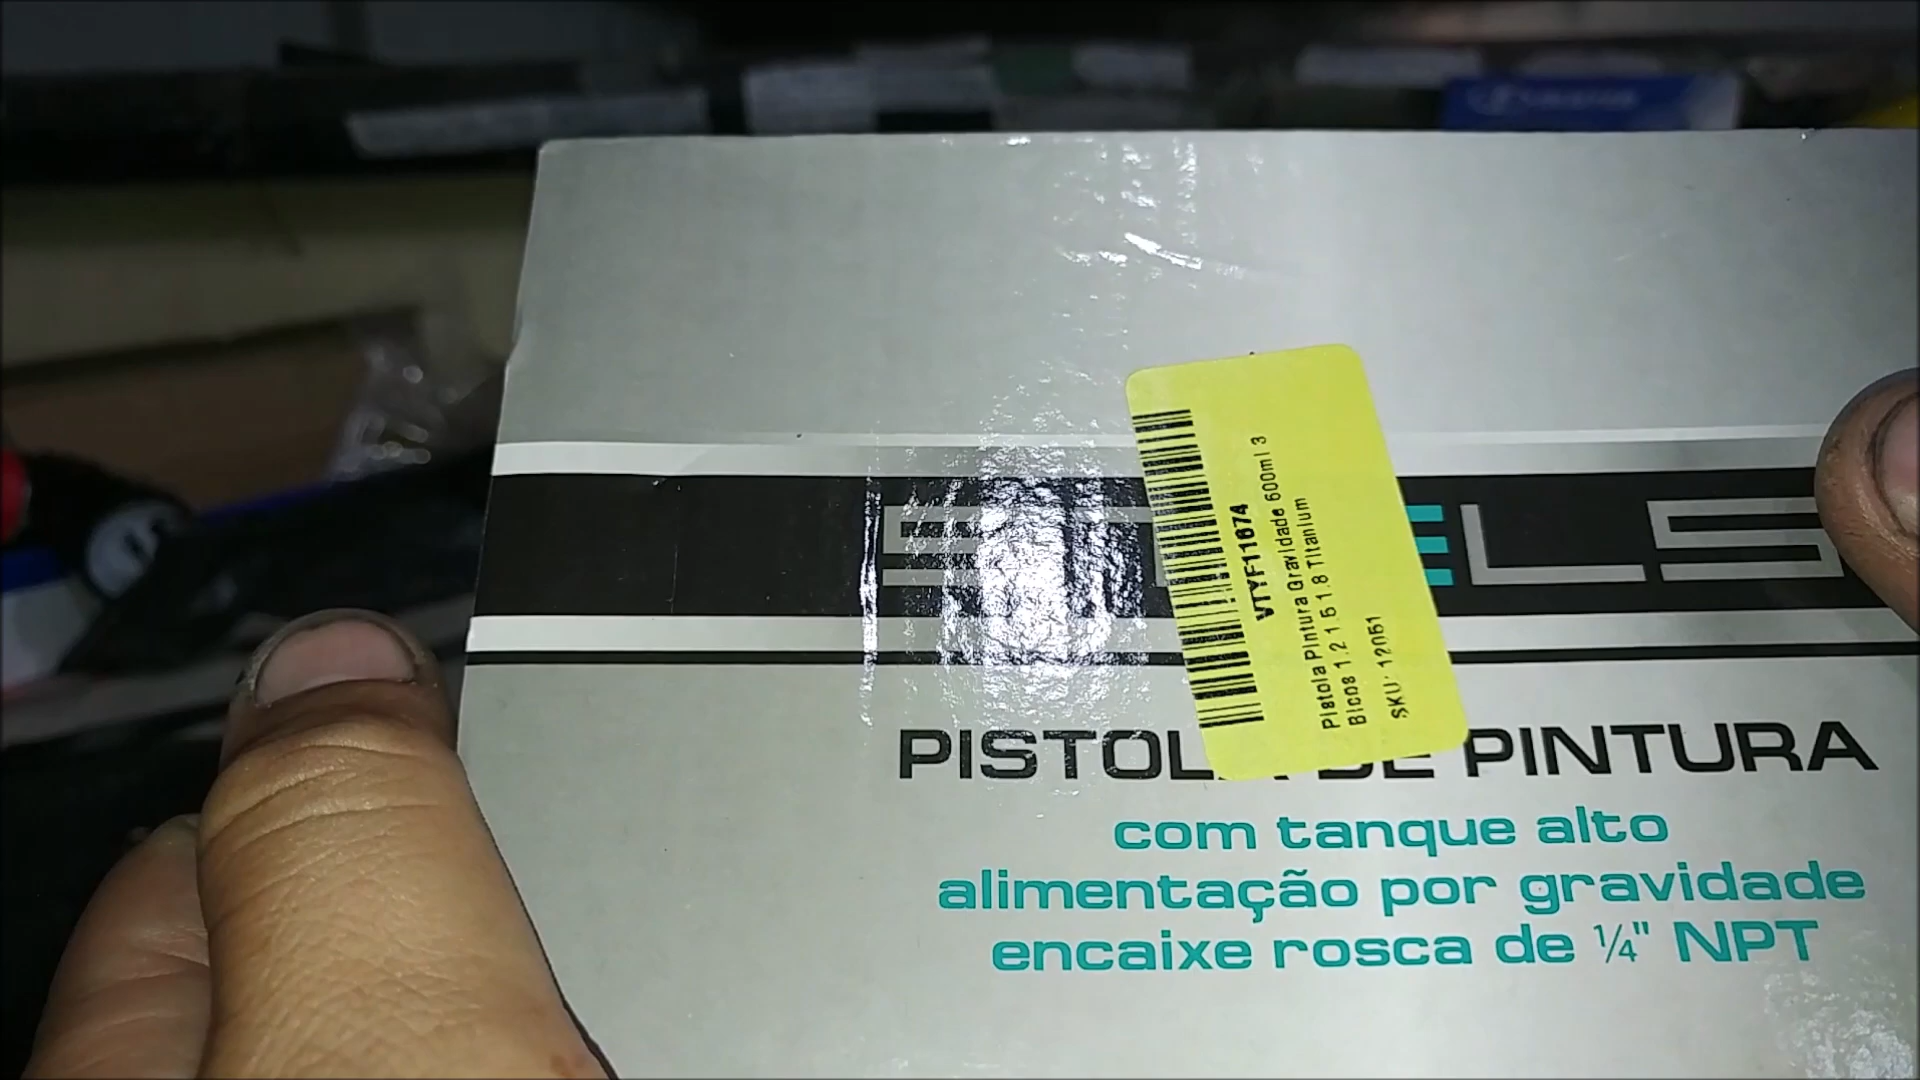 VTYF11674
Pistola Pintura Gravidade 600ml 3
Bicos 1.2 1.5 1.8 Titanium
SKU: 12051
PISTOLA DE PINTURA
com tanque alto
alimentação por gravidade
encaixe rosca de ¼" NPT